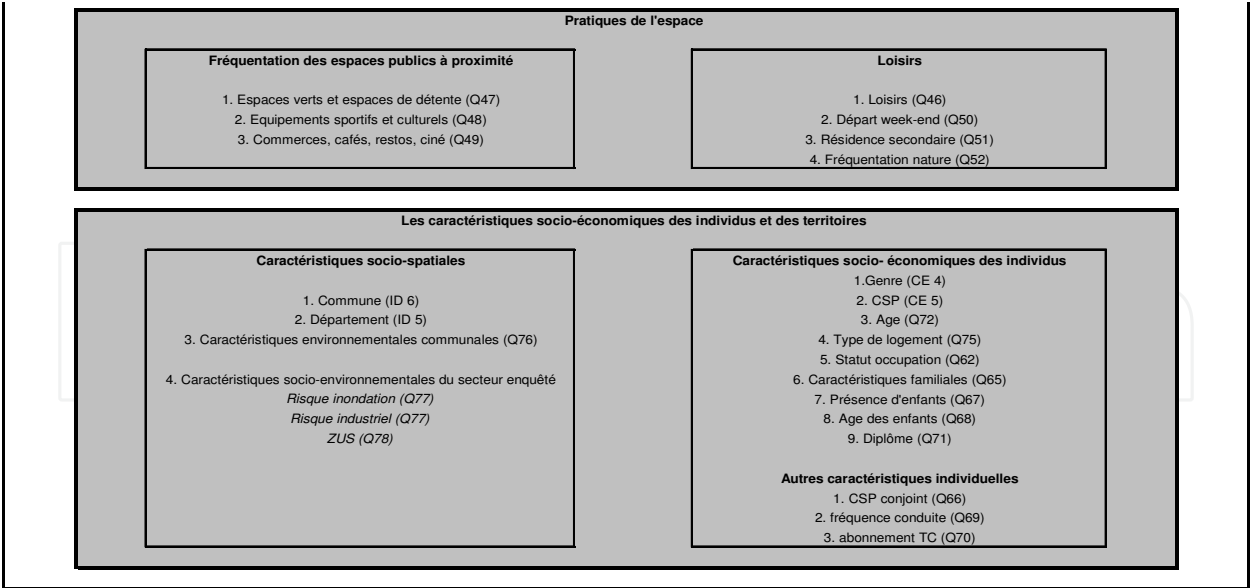 Pratiques de l'espace
Fréquentation des espaces publics à proximité
1. Espaces verts et espaces de détente (Q47)
2. Equipements sportifs et culturels (Q48)
3. Commerces, cafés, restos, ciné (Q49)
Loisirs
1. Loisirs (Q46)
2. Départ week-end (Q50)
3. Résidence secondaire (Q51)
4. Fréquentation nature (Q52)
Les caractéristiques socio-économiques des individus et des territoires
Caractéristiques socio-spatiales
1. Commune (ID 6)
2. Département (ID 5)
3. Caractéristiques environnementales communales (Q76)
4. Caractéristiques socio-environnementales du secteur enquêté
Risque inondation (Q77)
Risque industriel (Q77)
ZUS (Q78)
Caractéristiques socio- économiques des individus
1.Genre (CE 4)
2. CSP (CE 5)
3. Age (Q72)
4. Type de logement (Q75)
5. Statut occupation (Q62)
6. Caractéristiques familiales (Q65)
7. Présence d'enfants (Q67)
8. Age des enfants (Q68)
9. Diplôme (Q71)
Autres caractéristiques individuelles
1. CSP conjoint (Q66)
2. fréquence conduite (Q69)
3. abonnement TC (Q70)